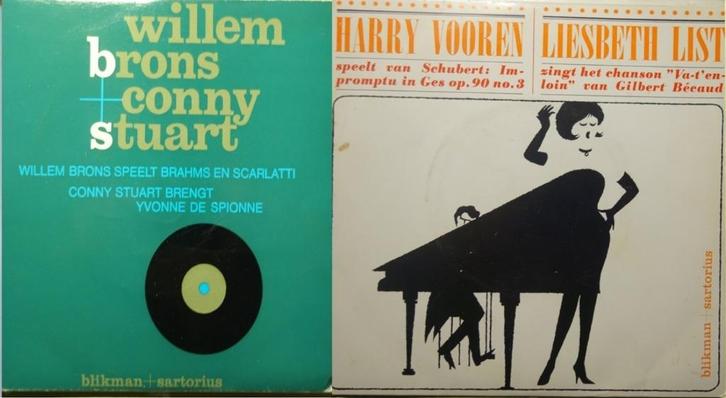 willem
brons
+conny
stuart
WILLEM BRONS SPEELT BRAHMS EN SCARLATTI
CONNY STUART BRENGT
YVONNE DE SPIONNE
blikman + sartorius
HARRY VOOREN
speelt van Schubert: Im-
promptu in Ges op.90 no.3
LIESBETH LIST
zingt het chanson "Va-t'en-
loin" van Gilbert Bécaud
blikman + sartorius